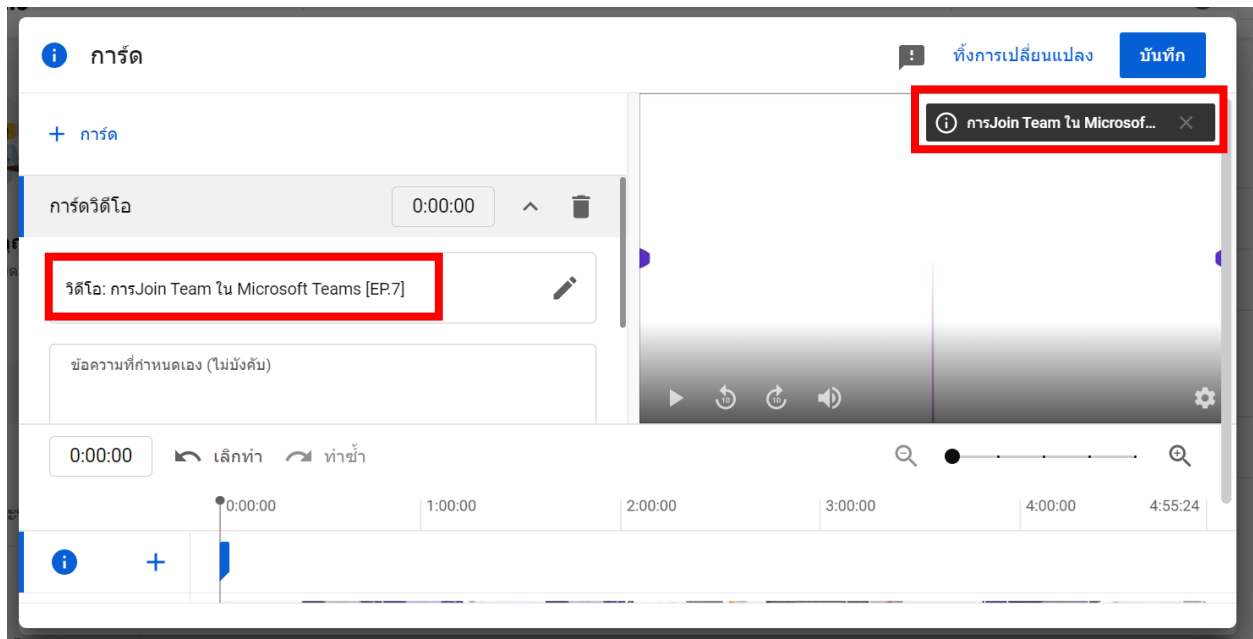 การ์ด
ทิ้งการเปลี่ยนแปลง
บันทึก
+ การ์ด
การJoin Team ใน Microsof...
การ์ดวิดีโอ
0:00:00
วิดีโอ: การJoin Team ใน Microsoft Teams [EP.7]
ข้อความที่กำหนดเอง (ไม่บังคับ)
10
10
0:00:00
เลิกทำ
ทำซ้ำ
0:00:00
1:00:00
2:00:00
3:00:00
4:00:00
4:55:24